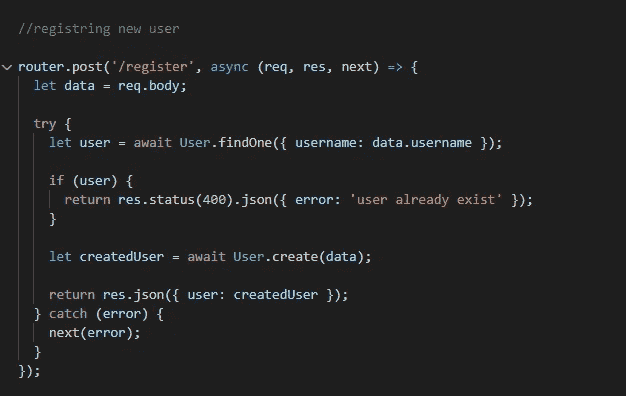 //registring new user
router.post('/register', async (req, res, next) => {
let data = req.body;
try {
let user = await User.findOne({ username: data.username });
if (user) {
return res.status(400).json({ error: 'user already exist' });
}
let createdUser = await User.create(data);
return res.json({ user: createdUser });
} catch (error) {
next(error);
}
});